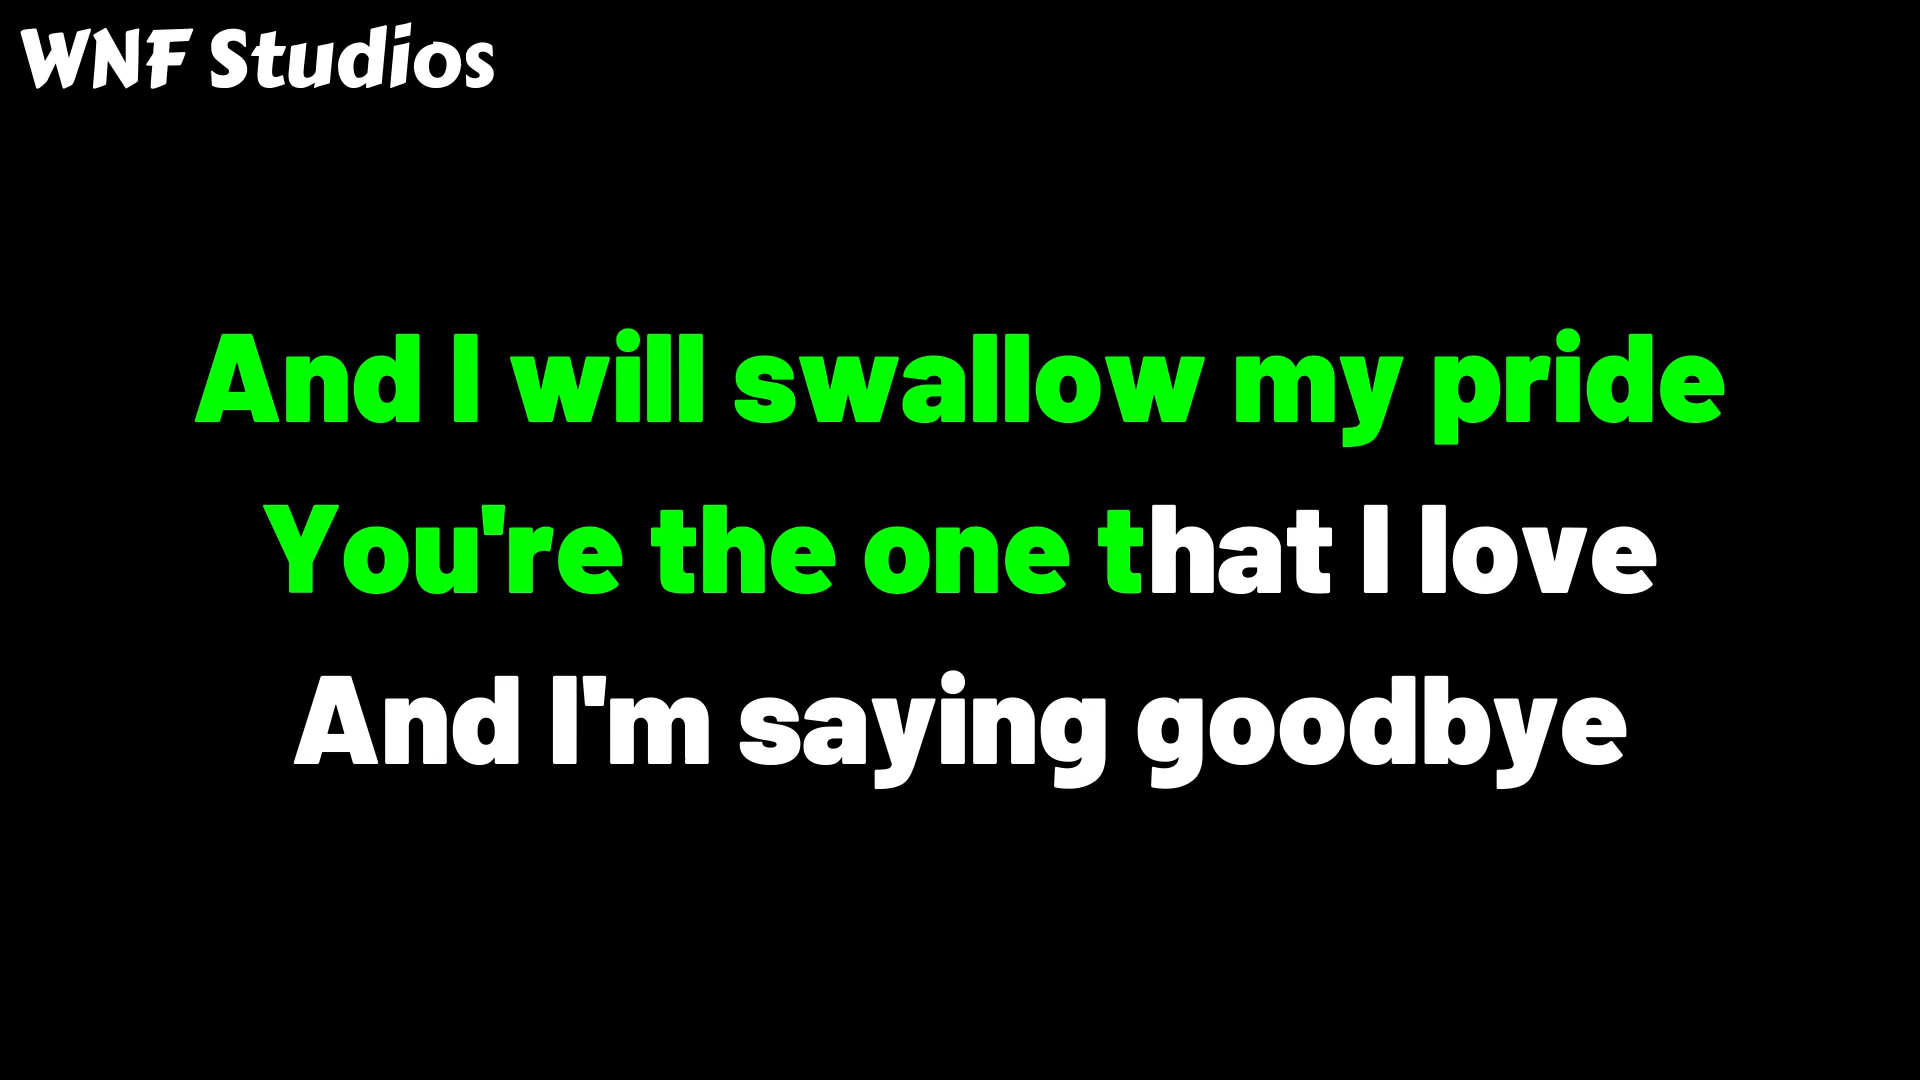 WNF Studios
And I will swallow my pride
You're the one that I love
And I'm saying goodbye